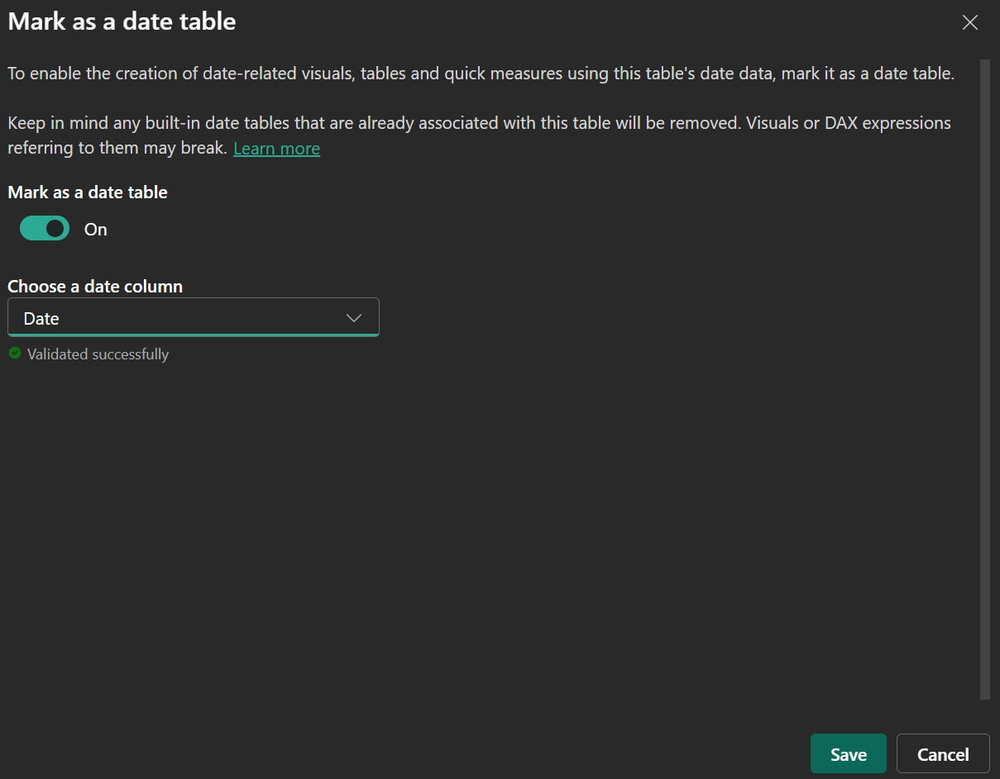 Mark as a date table
To enable the creation of date-related visuals, tables and quick measures using this table's date data, mark it as a date table.
Keep in mind any built-in date tables that are already associated with this table will be removed. Visuals or DAX expressions
referring to them may break. Learn more
Mark as a date table
On
Choose a date column
Date
Validated successfully
Save Cancel